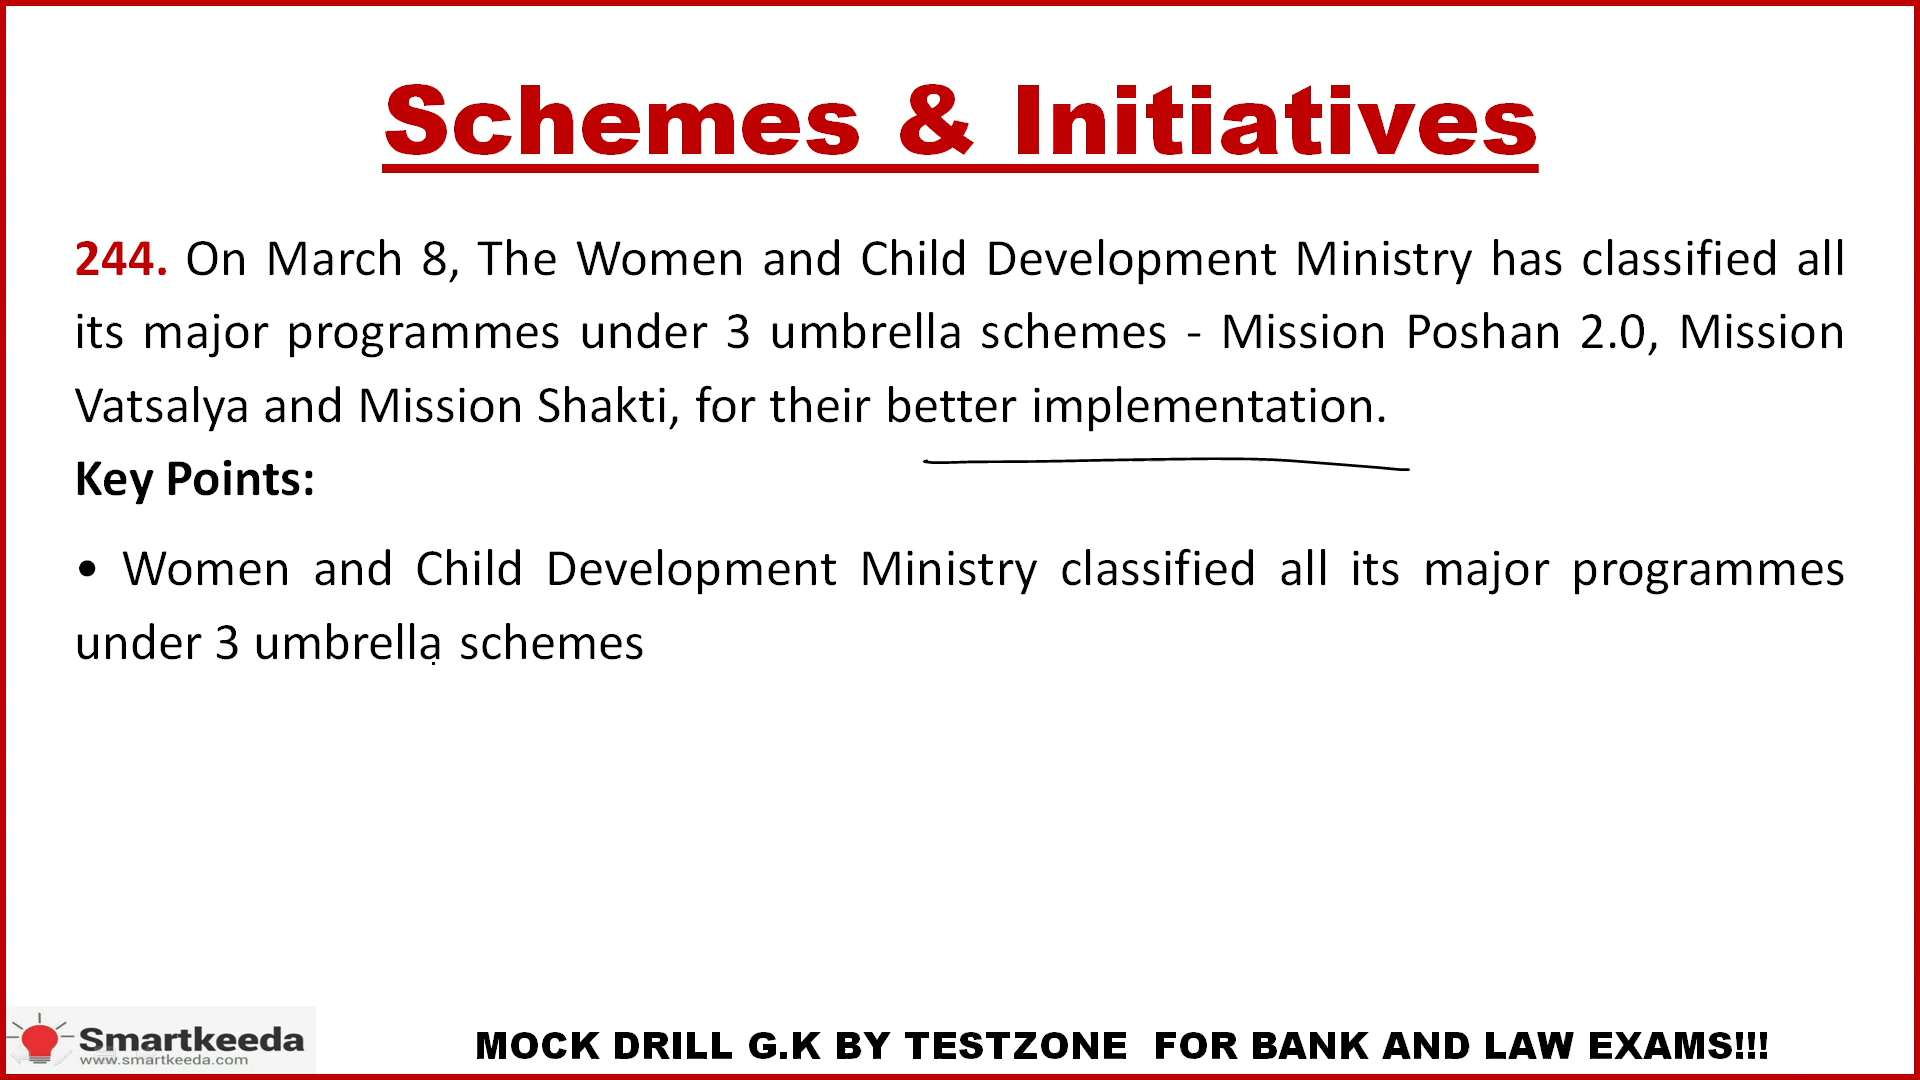 Schemes & Initiatives
244. On March 8, The Women and Child Development Ministry has classified all
its major programmes under 3 umbrella schemes - Mission Poshan 2.0, Mission
Vatsalya and Mission Shakti, for their better implementation.
Key Points:
• Women and Child Development Ministry classified all its major programmes
under 3 umbrella schemes
Smartkeeda
www.smartkeeda.com
MOCK DRILL G.K BY TESTZONE FOR BANK AND LAW EXAMS!!!